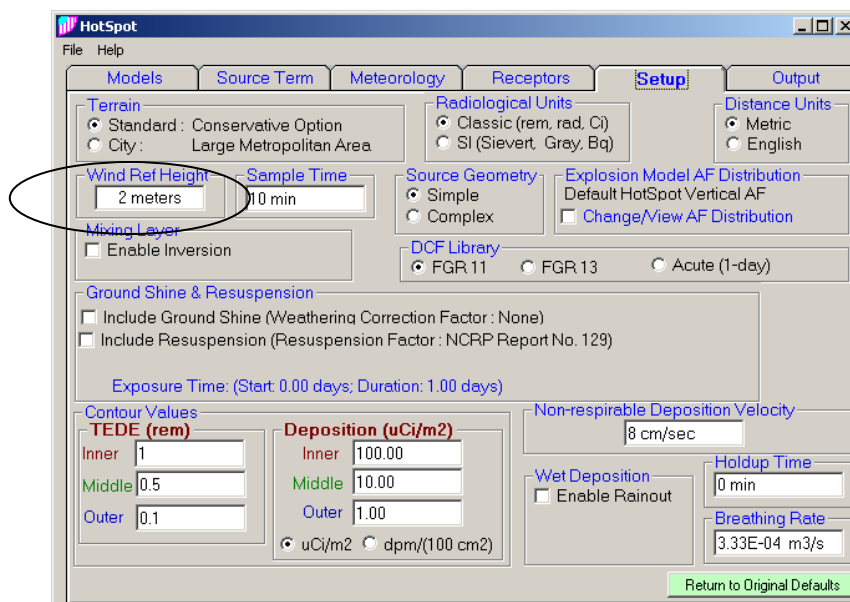 HotSpot
File Help
Models Source Term Meteorology Receptors Setup Output
Terrain
Standard : Conservative Option
City : Large Metropolitan Area
Radiological Units
Classic (rem, rad, Ci)
SI (Sievert, Gray, Bq)
Distance Units
Metric
English
Wind Ref Height
2 meters
Sample Time
10 min
Source Geometry
Simple
Complex
Explosion Model AF Distribution
Default HotSpot Vertical AF
Change/View AF Distribution
Mixing Layer
Enable Inversion
DCF Library
FGR 11 FGR 13 Acute (1-day)
Ground Shine & Resuspension
Include Ground Shine (Weathering Correction Factor : None)
Include Resuspension (Resuspension Factor : NCRP Report No. 129)
Exposure Time: (Start: 0.00 days; Duration: 1.00 days)
Contour Values
TEDE (rem)
Inner 1
Middle 0.5
Outer 0.1
Deposition (uCi/m2)
Inner 100.00
Middle 10.00
Outer 1.00
uCi/m2 dpm/(100 cm2)
Non-respirable Deposition Velocity
8 cm/sec
Wet Deposition
Enable Rainout
Holdup Time
0 min
Breathing Rate
3.33E-04 m3/s
Return to Original Defaults